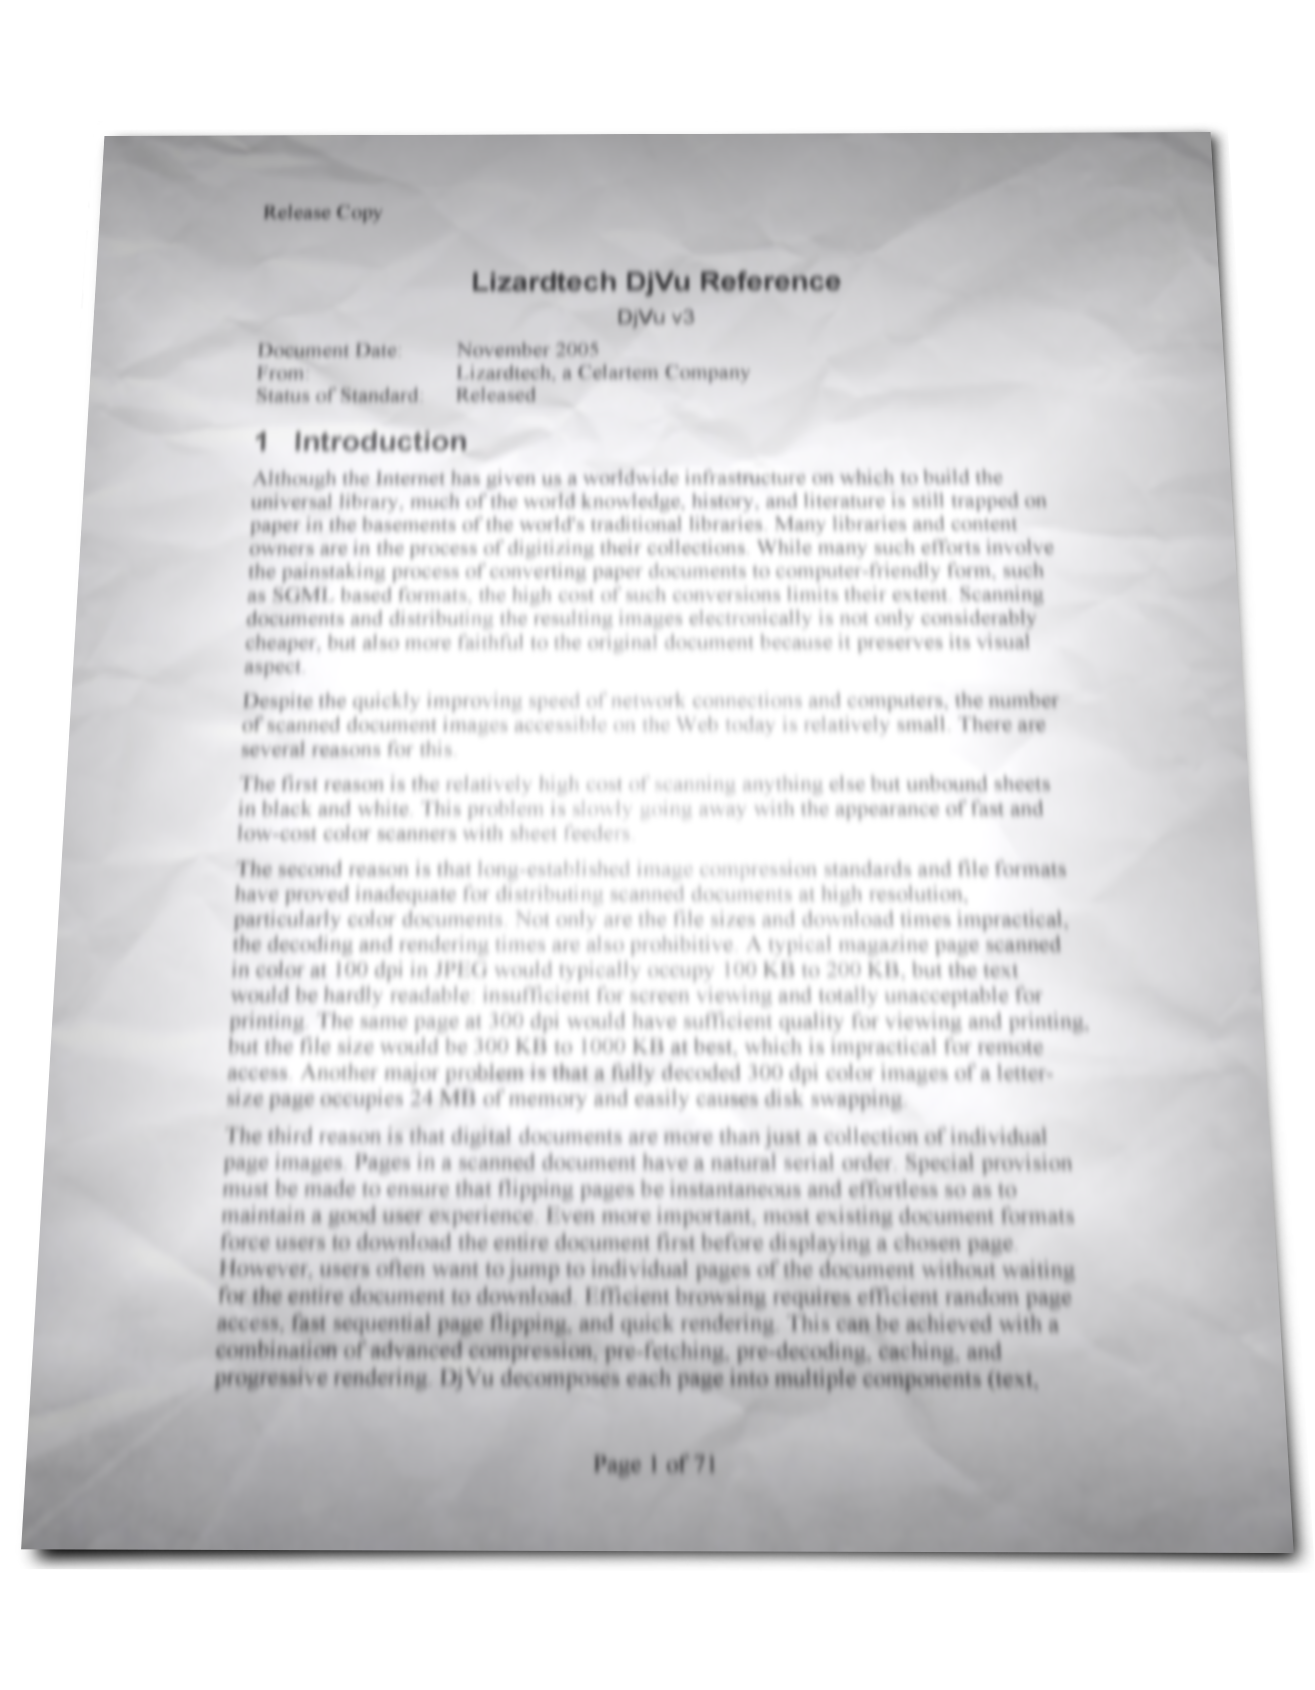 Release Copy
Lizardtech DjVu Reference
DjVu v3
Document Date: November 2005
From: Lizardtech, a Celartem Company
Status of Standard: Released
1 Introduction
Although the Internet has given us a worldwide infrastructure on which to build the
universal library, much of the world knowledge, history, and literature is still trapped on
paper in the basements of the world's traditional libraries. Many libraries and content
owners are in the process of digitizing their collections. While many such efforts involve
the painstaking process of converting paper documents to computer-friendly form, such
as SGML based formats, the high cost of such conversions limits their extent. Scanning
documents and distributing the resulting images electronically is not only considerably
cheaper, but also more faithful to the original document because it preserves its visual
aspect.
Despite the quickly improving speed of network connections and computers, the number
of scanned document images accessible on the Web today is relatively small. There are
several reasons for this.
The first reason is the relatively high cost of scanning anything else but unbound sheets
in black and white. This problem is slowly going away with the appearance of fast and
low-cost color scanners with sheet feeders.
The second reason is that long-established image compression standards and file formats
have proved inadequate for distributing scanned documents at high resolution,
particularly color documents. Not only are the file sizes and download times impractical,
the decoding and rendering times are also prohibitive. A typical magazine page scanned
in color at 100 dpi in JPEG would typically occupy 100 KB to 200 KB, but the text
would be hardly readable: insufficient for screen viewing and totally unacceptable for
printing. The same page at 300 dpi would have sufficient quality for viewing and printing,
but the file size would be 300 KB to 1000 KB at best, which is impractical for remote
access. Another major problem is that a fully decoded 300 dpi color images of a letter-
size page occupies 24 MB of memory and easily causes disk swapping.
The third reason is that digital documents are more than just a collection of individual
page images. Pages in a scanned document have a natural serial order. Special provision
must be made to ensure that flipping pages be instantaneous and effortless so as to
maintain a good user experience. Even more important, most existing document formats
force users to download the entire document first before displaying a chosen page.
However, users often want to jump to individual pages of the document without waiting
for the entire document to download. Efficient browsing requires efficient random page
access, fast sequential page flipping, and quick rendering. This can be achieved with a
combination of advanced compression, pre-fetching, pre-decoding, caching, and
progressive rendering. DjVu decomposes each page into multiple components (text,
Page 1 of 71